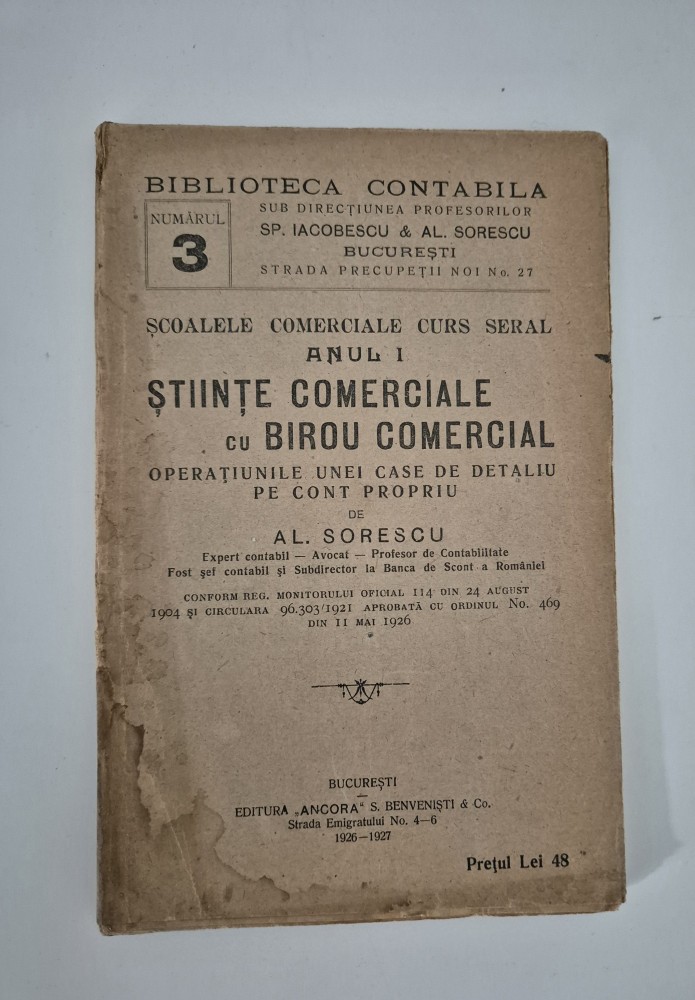 BIBLIOTECA CONTABILA
NUMĂRUL
3
SUB DIRECȚIUNEA PROFESORILOR
SP. IACOBESCU & AL. SORESCU
BUCUREȘTI
STRADA PRECUPEȚII NOI No. 27
ȘCOALELE COMERCIALE CURS SERAL
ANUL I
ȘTIINȚE COMERCIALE
CU BIROU COMERCIAL
OPERAȚIUNILE UNEI CASE DE DETALIU
PE CONT PROPRIU
DE
AL. SORESCU
Expert contabil — Avocat — Profesor de Contabilitate
Fost șef contabil și Subdirector la Banca de Scont a României
CONFORM REG. MONITORULUI OFICIAL 114 DIN 24 AUGUST
1904 ȘI CIRCULARA 96.303/1921 APROBATĂ CU ORDINUL No. 469
DIN 11 MAI 1926
BUCUREȘTI
EDITURA „ANCORA" S. BENVENIȘTI & Co.
Strada Emigratului No. 4—6
1926—1927
Prețul Lei 48